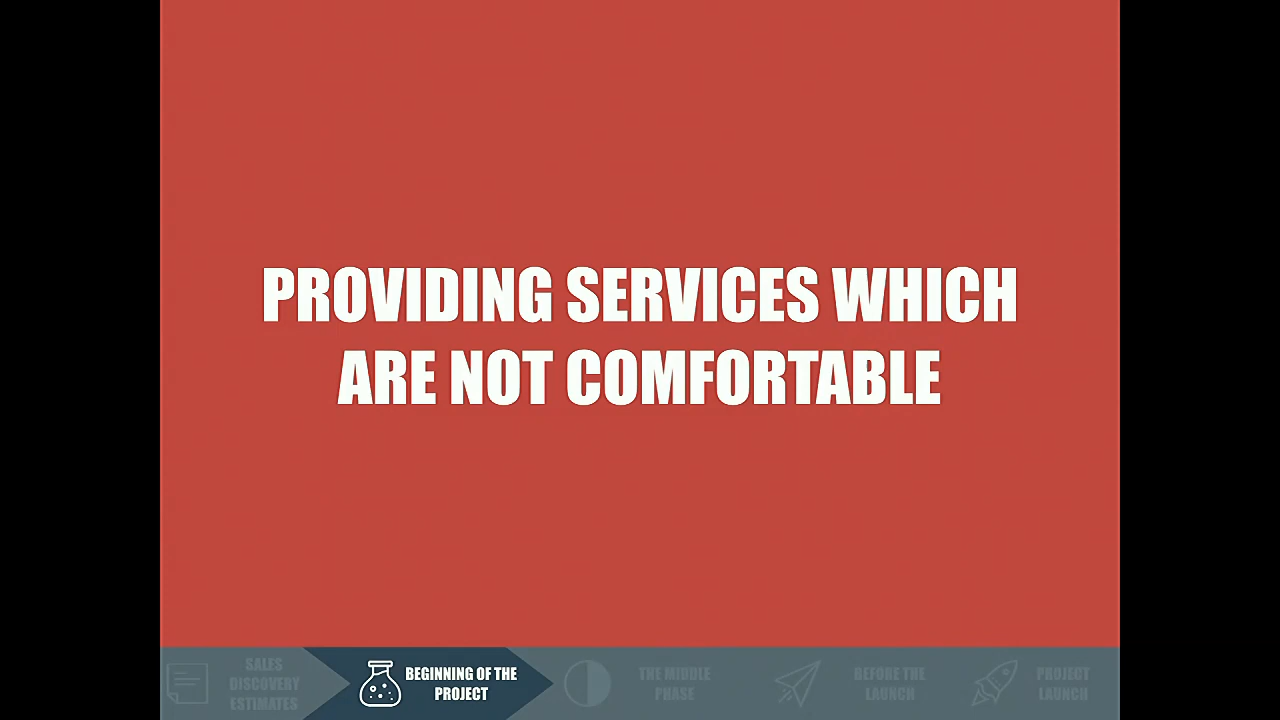 PROVIDING SERVICES WHICH
ARE NOT COMFORTABLE
SALES
DISCOVERY
ESTIMATES
BEGINNING OF THE
PROJECT
THE MIDDLE
PHASE
BEFORE THE
LAUNCH
PROJECT
LAUNCH